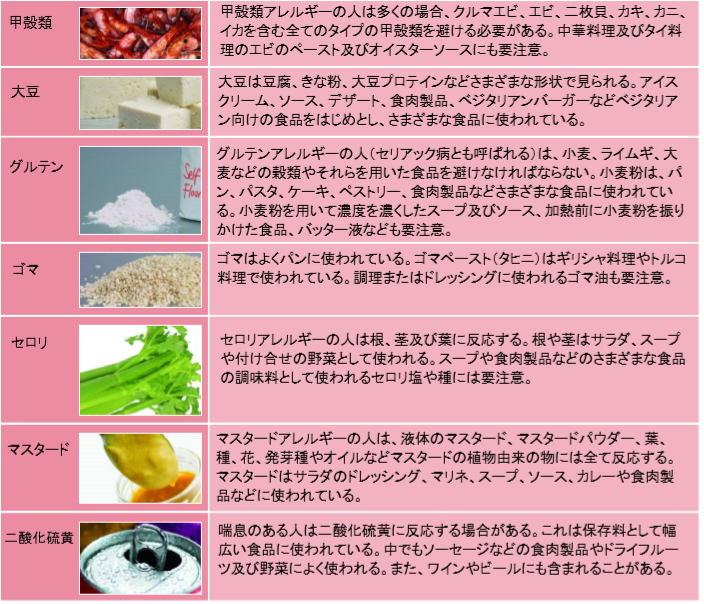 甲殻類
甲殻類アレルギーの人は多くの場合、クルマエビ、エビ、二枚貝、カキ、カニ、
イカを含む全てのタイプの甲殻類を避ける必要がある。中華料理及びタイ料
理のエビのペースト及びオイスターソースにも要注意。
大豆
大豆は豆腐、きな粉、大豆プロテインなどさまざまな形状で見られる。アイス
クリーム、ソース、デザート、食肉製品、ベジタリアンバーガーなどベジタリア
ン向けの食品をはじめとし、さまざまな食品に使われている。
グルテン
Self
Flour
グルテンアレルギーの人（セリアック病とも呼ばれる）は、小麦、ライムギ、大
麦などの穀類やそれらを用いた食品を避けなければならない。小麦粉は、パ
ン、パスタ、ケーキ、ペストリー、食肉製品などさまざまな食品に使われてい
る。小麦粉を用いて濃度を濃くしたスープ及びソース、加熱前に小麦粉を振り
かけた食品、バッター液なども要注意。
ゴマ
ゴマはよくパンに使われている。ゴマペースト（タヒニ）はギリシャ料理やトルコ
料理で使われている。調理またはドレッシングに使われるゴマ油も要注意。
セロリ
セロリアレルギーの人は根、茎及び葉に反応する。根や茎はサラダ、スープ
や付け合せの野菜として使われる。スープや食肉製品などのさまざまな食品
の調味料として使われるセロリ塩や種には要注意。
マスタード
マスタードアレルギーの人は、液体のマスタード、マスタードパウダー、葉、
種、花、発芽種やオイルなどマスタードの植物由来の物には全て反応する。
マスタードはサラダのドレッシング、マリネ、スープ、ソース、カレーや食肉製
品などに使われている。
二酸化硫黄
喘息のある人は二酸化硫黄に反応する場合がある。これは保存料として幅
広い食品に使われている。中でもソーセージなどの食肉製品やドライフルー
ツ及び野菜によく使われる。また、ワインやビールにも含まれることがある。